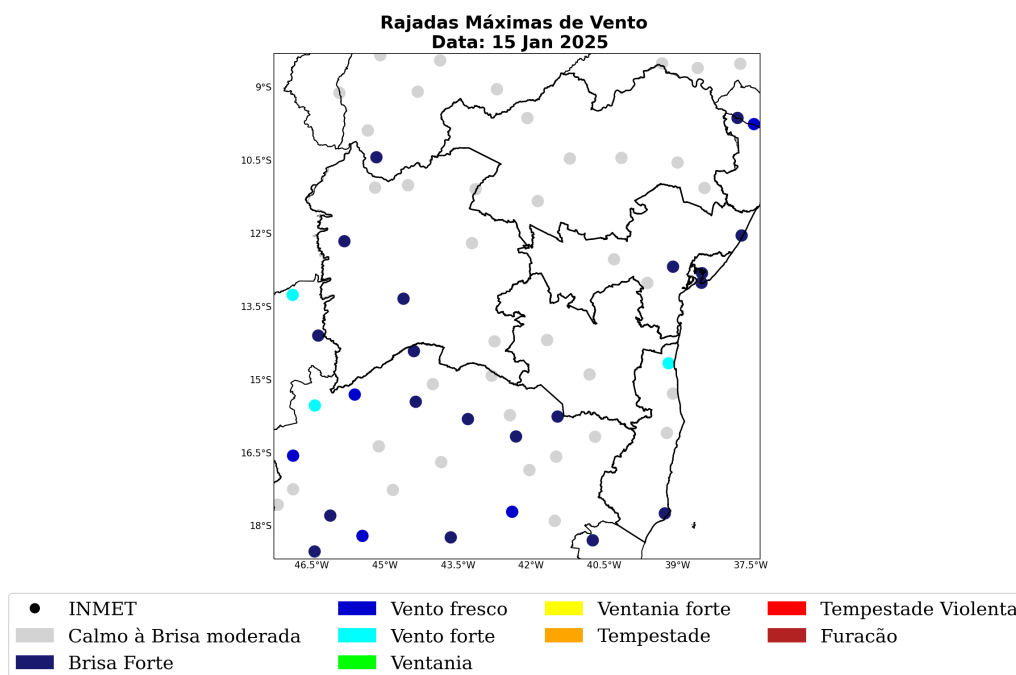 Rajadas Máximas de Vento
Data: 15 Jan 2025
9°S
10.5°S
12°S
13.5°S
15°S
16.5°S
18°S
46.5°W 45°W 43.5°W 42°W 40.5°W 39°W 37.5°W
INMET
Calmo à Brisa moderada
Brisa Forte
Vento fresco
Vento forte
Ventania
Ventania forte
Tempestade
Tempestade Violenta
Furacão